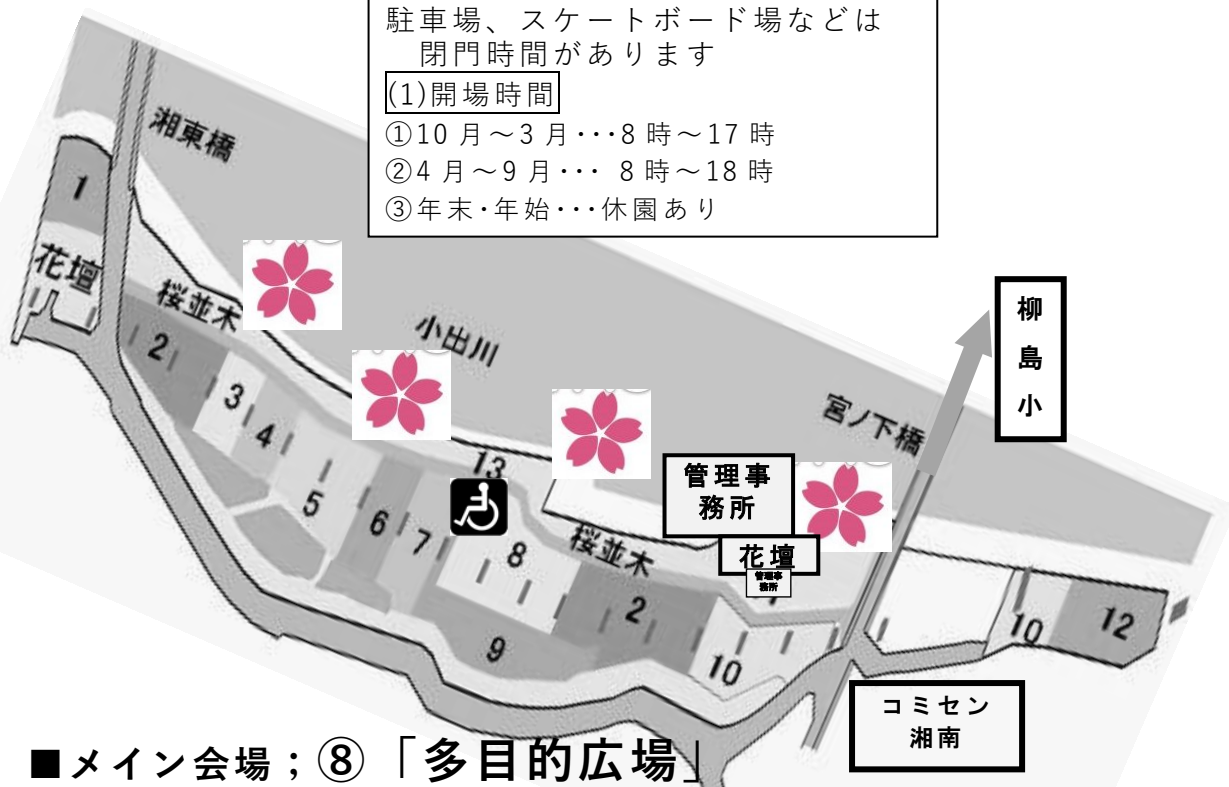 駐車場、スケートボード場などは
閉門時間があります
(1)開場時間
①10月～3月･･･8時～17時
②4月～9月･･･ 8時～18時
③年末･年始･･･休園あり
湘東橋
1
花壇
桜並木
小出川
2
3
4
5
6
7
13
8
9
桜並木
2
10
管理事
務所
花壇
管理事
務所
宮ノ下橋
柳
島
小
10
12
コミセン
湘南
■メイン会場；⑧「多目的広場」